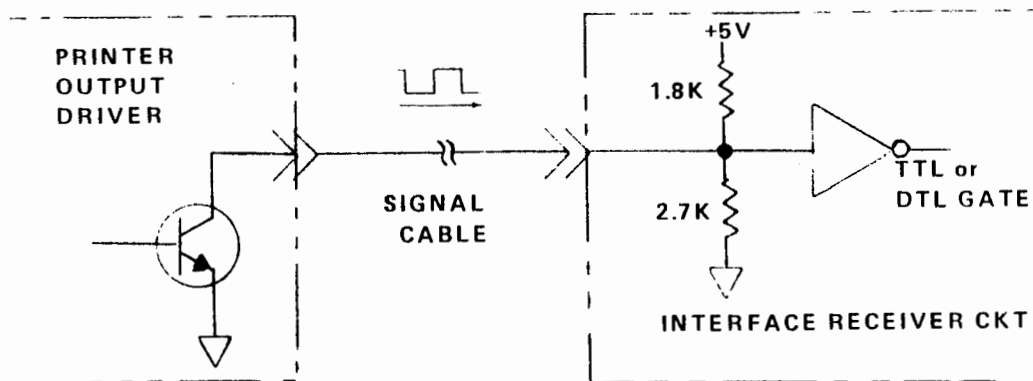 PRINTER
OUTPUT
DRIVER
SIGNAL
CABLE
+5V
1.8K
2.7K
TTL or
DTL GATE
INTERFACE RECEIVER CKT